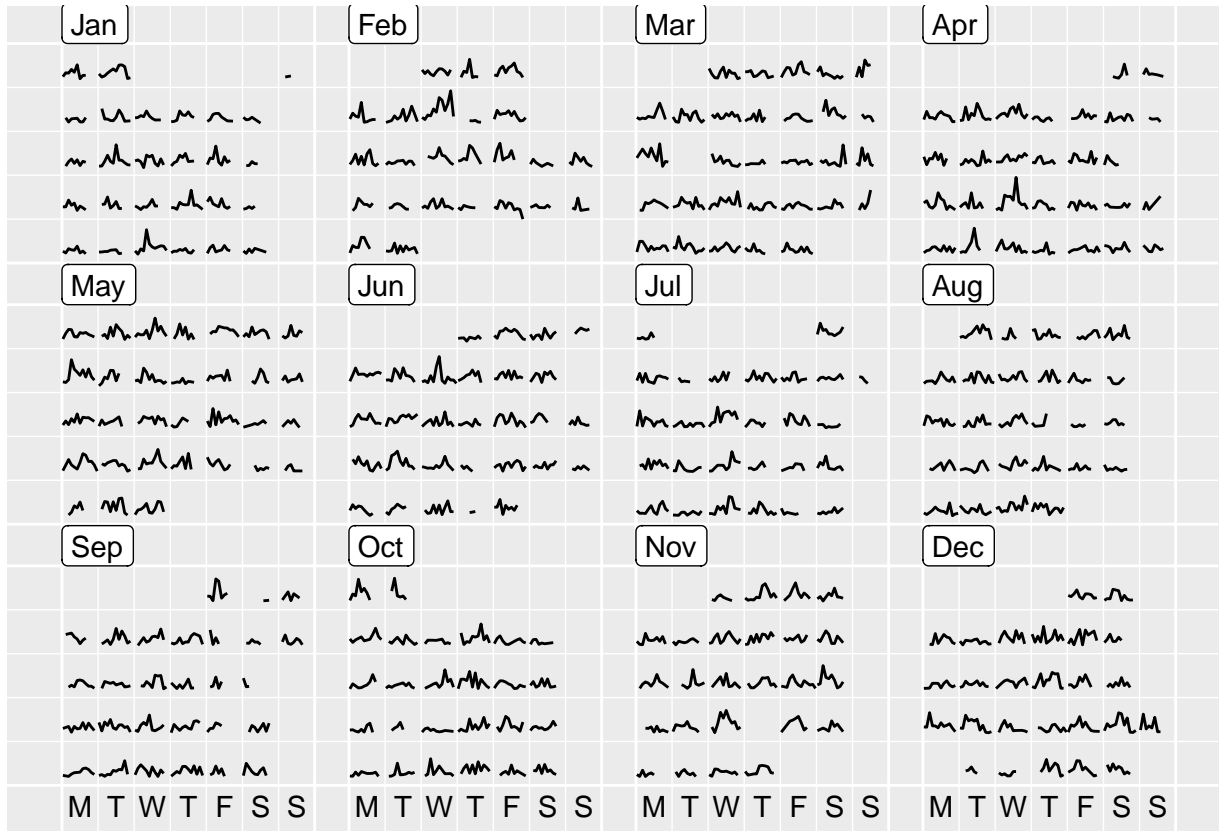 Jan Feb Mar Apr
May Jun Jul Aug
Sep Oct Nov Dec
M T W T F S S M T W T F S S M T W T F S S M T W T F S S